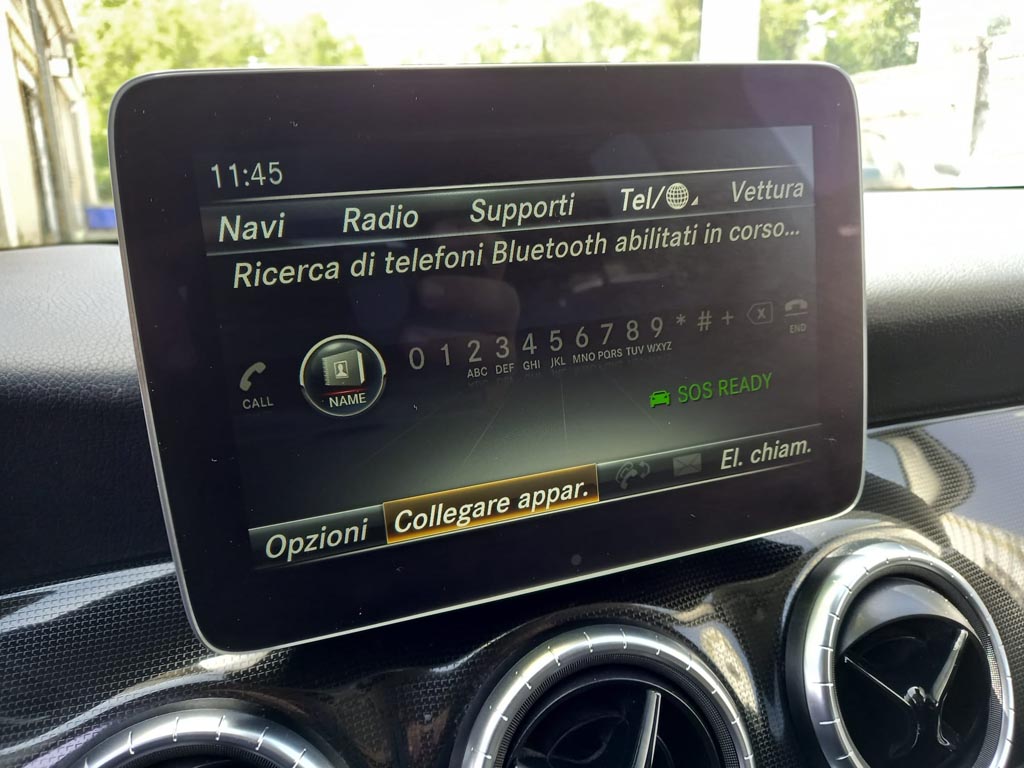 11:45
Navi Radio Supporti Tel/ Vettura
Ricerca di telefoni Bluetooth abilitati in corso...
CALL NAME 0 1 2 3 4 5 6 7 8 9 * # + X END
ABC DEF GHI JKL MNO PQRS TUV WXYZ
SOS READY
Opzioni Collegare appar. El. chiam.